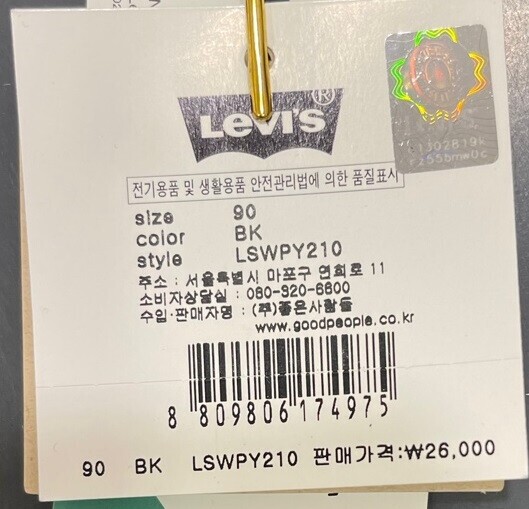 Levi's®
전기용품 및 생활용품 안전관리법에 의한 품질표시
size 90
color BK
style LSWPY210
주소 : 서울특별시 마포구 연희로 11
소비자상담실 : 080-920-6600
수입·판매자명 : (주)좋은사람들
www.goodpeople.co.kr
8 809806 174975
90 BK LSWPY210 판매가격:₩26,000